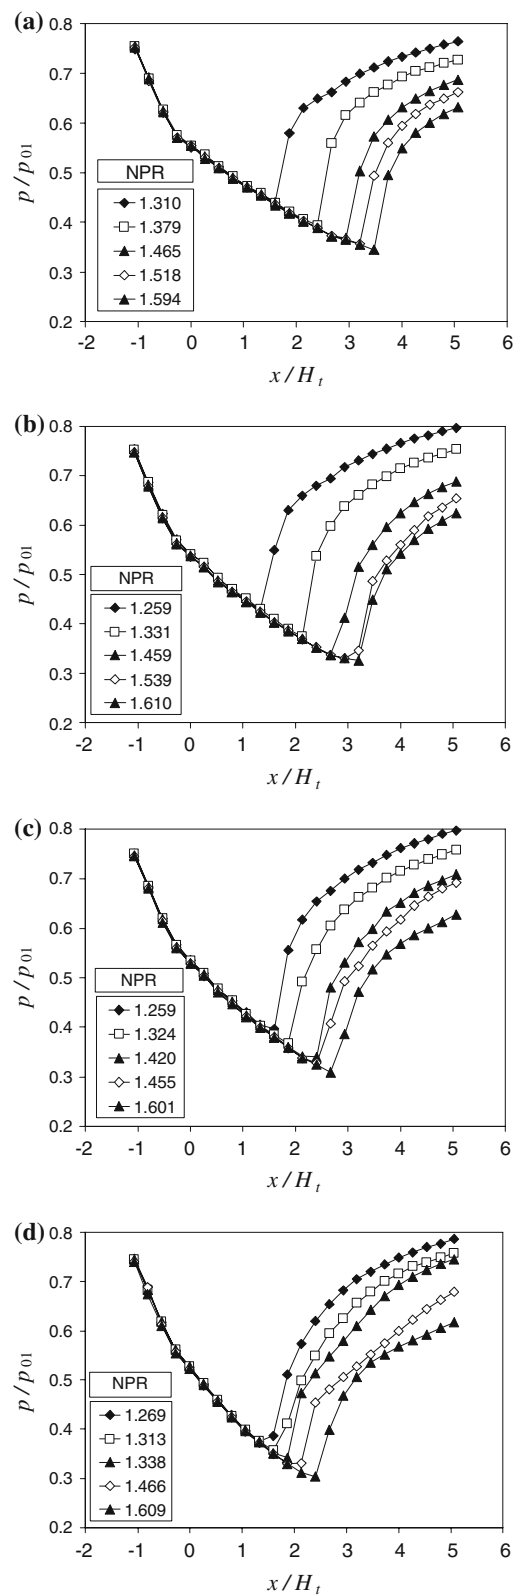 (a)
0.8
0.7
0.6
0.5
0.4
0.3
0.2
p / p01
NPR
1.310
1.379
1.465
1.518
1.594
-2 -1 0 1 2 3 4 5 6
x / Ht
(b)
0.8
0.7
0.6
0.5
0.4
0.3
0.2
p / p01
NPR
1.259
1.331
1.459
1.539
1.610
-2 -1 0 1 2 3 4 5 6
x / Ht
(c)
0.8
0.7
0.6
0.5
0.4
0.3
0.2
p / p01
NPR
1.259
1.324
1.420
1.455
1.601
-2 -1 0 1 2 3 4 5 6
x / Ht
(d)
0.8
0.7
0.6
0.5
0.4
0.3
0.2
p / p01
NPR
1.269
1.313
1.338
1.466
1.609
-2 -1 0 1 2 3 4 5 6
x / Ht